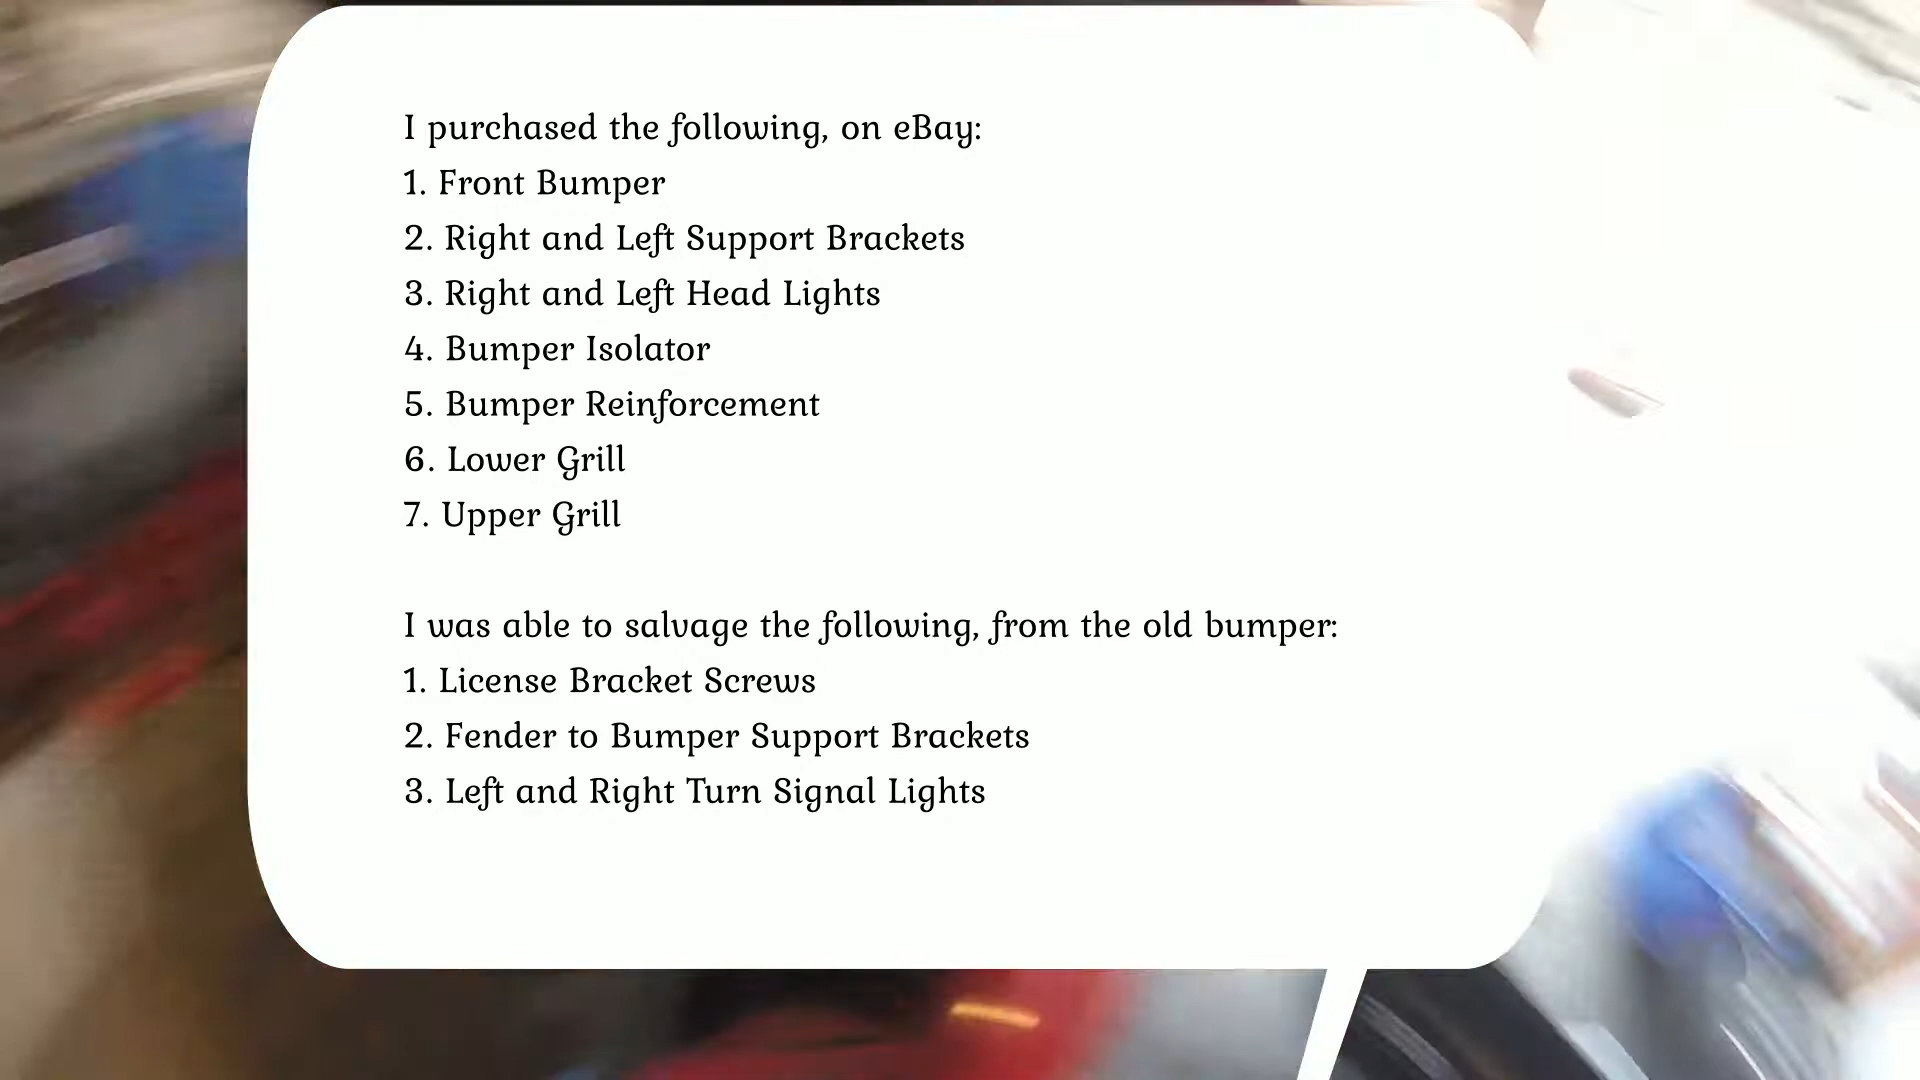 I purchased the following, on eBay:
1. Front Bumper
2. Right and Left Support Brackets
3. Right and Left Head Lights
4. Bumper Isolator
5. Bumper Reinforcement
6. Lower Grill
7. Upper Grill
I was able to salvage the following, from the old bumper:
1. License Bracket Screws
2. Fender to Bumper Support Brackets
3. Left and Right Turn Signal Lights